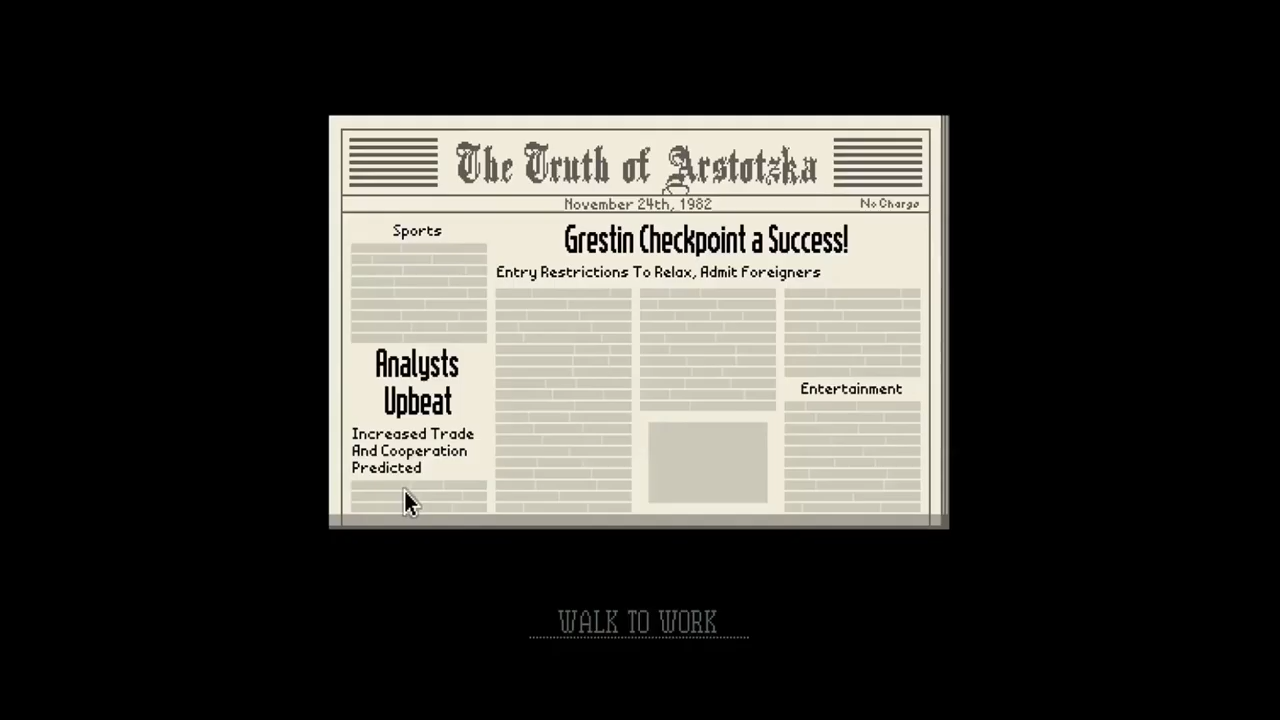 The Truth of Arstotzka
November 24th, 1982
No Charge
Sports
Grestin Checkpoint a Success!
Entry Restrictions To Relax, Admit Foreigners
Analysts
Upbeat
Increased Trade
And Cooperation
Predicted
Entertainment
WALK TO WORK